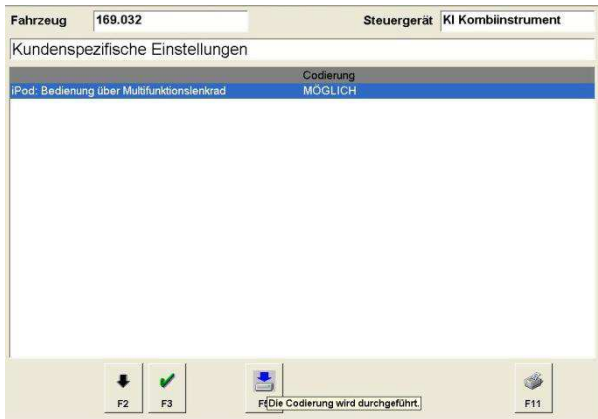 Fahrzeug 169.032 Steuergerät KI Kombiinstrument
Kundenspezifische Einstellungen
Codierung
iPod: Bedienung über Multifunktionslenkrad MÖGLICH
F2 F3 Die Codierung wird durchgeführt. F11